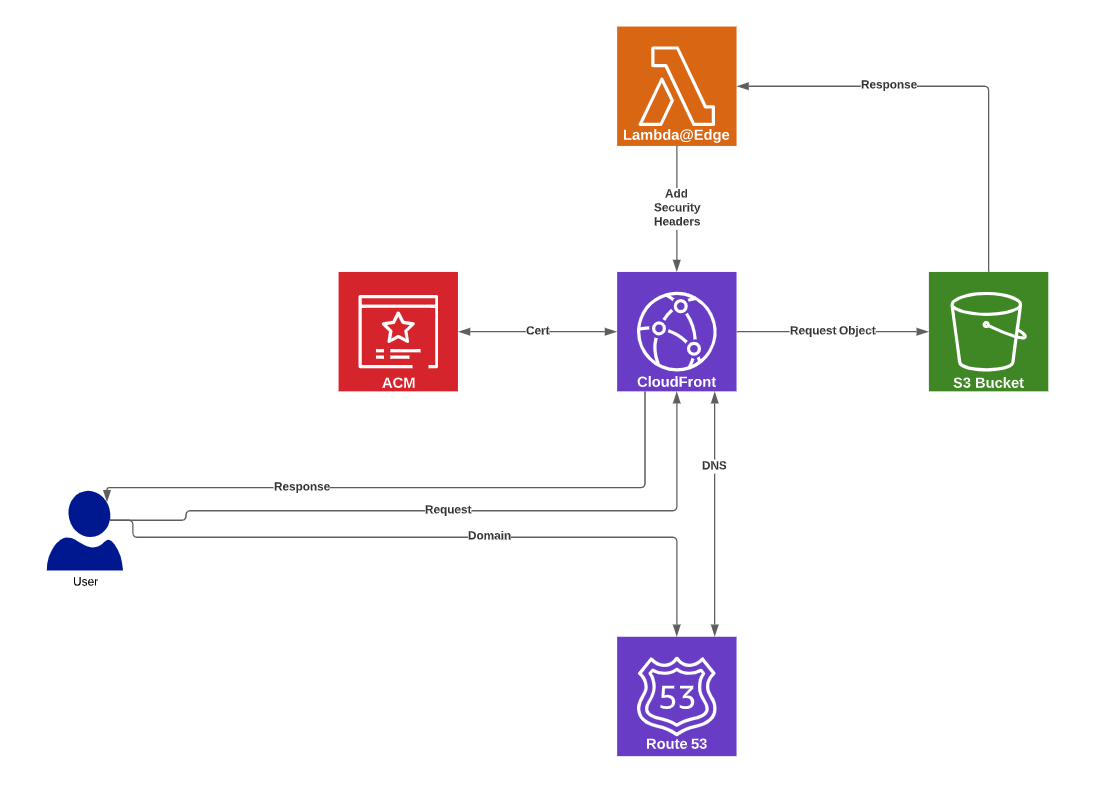 Response
Lambda@Edge
Add
Security
Headers
Cert
Request Object
ACM
CloudFront
S3 Bucket
DNS
Response
Request
Domain
User
53
Route 53